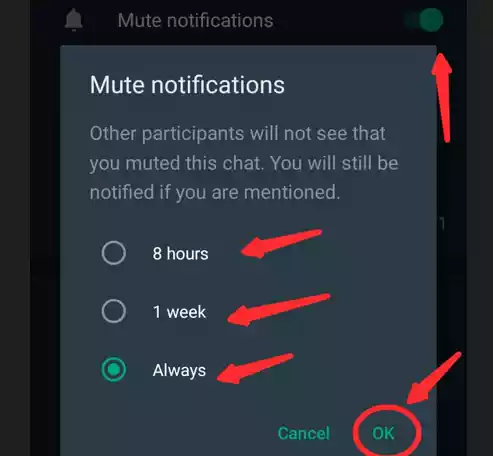 Mute notifications
Mute notifications
Other participants will not see that
you muted this chat. You will still be
notified if you are mentioned.
1
8 hours
1 week
Always
Cancel OK